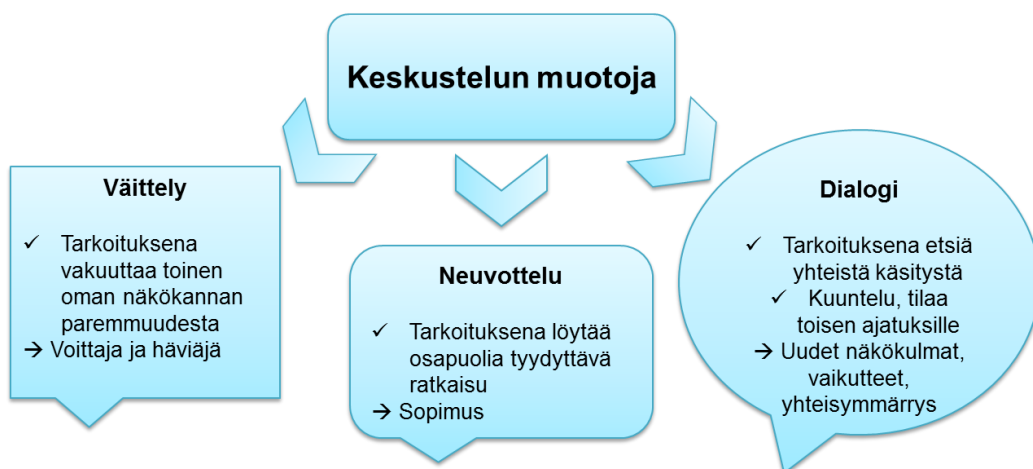 Keskustelun muotoja
Väittely
✓ Tarkoituksena
vakuuttaa toinen
oman näkökannan
paremmuudesta
→ Voittaja ja häviäjä
Neuvottelu
✓ Tarkoituksena löytää
osapuolia tyydyttävä
ratkaisu
→ Sopimus
Dialogi
✓ Tarkoituksena etsiä
yhteistä käsitystä
✓ Kuuntelu, tilaa
toisen ajatuksille
→ Uudet näkökulmat,
vaikutteet,
yhteisymmärrys